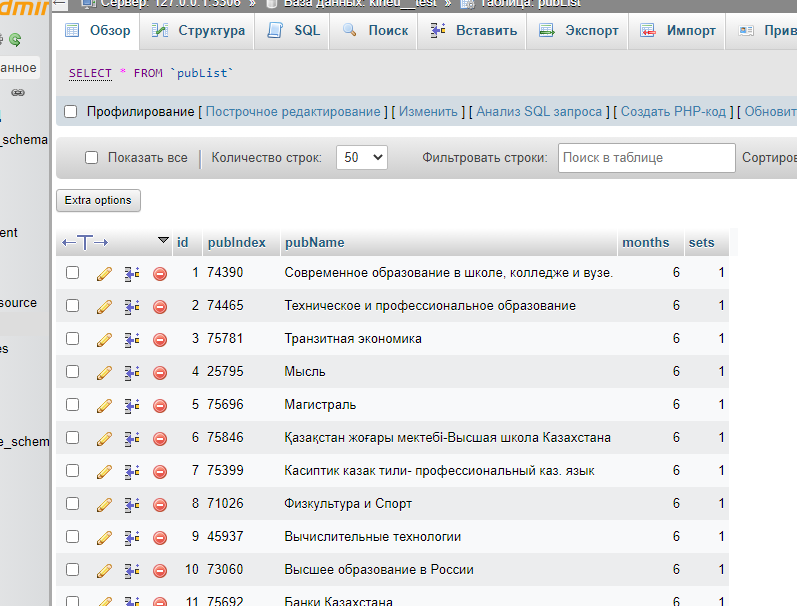 Сервер: 127.0.0.1:3306 » База данных: kined__test » Таблица: pubList
Обзор Структура SQL Поиск Вставить Экспорт Импорт Прив
анное
SELECT * FROM `pubList`
Профилирование [ Построчное редактирование ] [ Изменить ] [ Анализ SQL запроса ] [ Создать PHP-код ] [ Обновит
_schema
Показать все Количество строк: 50 Фильтровать строки: Поиск в таблице Сортиров
Extra options
ent
id pubIndex pubName months sets
1 74390 Современное образование в школе, колледже и вузе. 6 1
source
2 74465 Техническое и профессиональное образование 6 1
3 75781 Транзитная экономика 6 1
es
4 25795 Мысль 6 1
5 75696 Магистраль 6 1
6 75846 Қазақстан жоғары мектебі-Высшая школа Казахстана 6 1
e_schem
7 75399 Касиптик казак тили- профессиональный каз. язык 6 1
8 71026 Физкультура и Спорт 6 1
9 45937 Вычислительные технологии 6 1
10 73060 Высшее образование в России 6 1
11 75692 Банки Казахстана 6 1